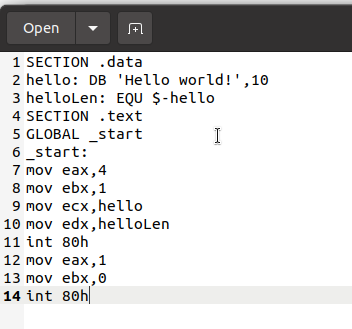 Open
1 SECTION .data
2 hello: DB 'Hello world!',10
3 helloLen: EQU $-hello
4 SECTION .text
5 GLOBAL _start
6 _start:
7 mov eax,4
8 mov ebx,1
9 mov ecx,hello
10 mov edx,helloLen
11 int 80h
12 mov eax,1
13 mov ebx,0
14 int 80h